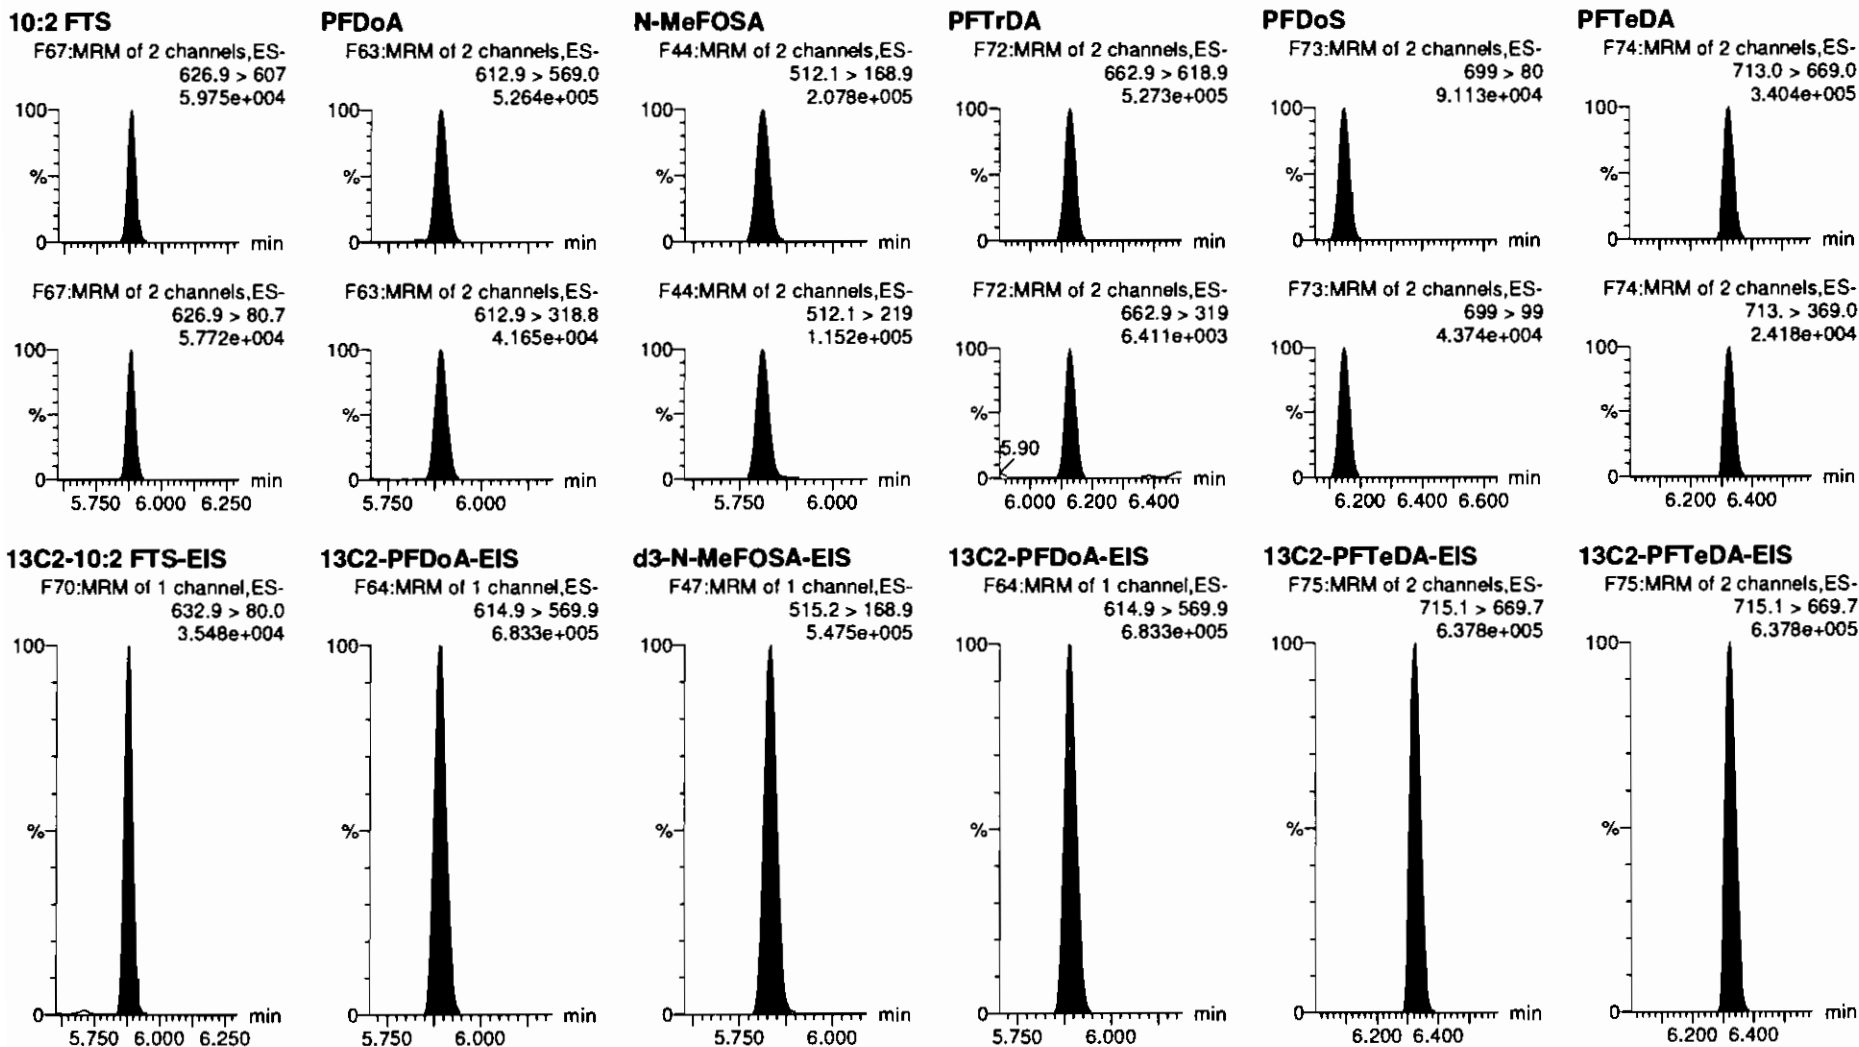 10:2 FTS
F67:MRM of 2 channels,ES-
626.9 > 607
5.975e+004
100
%
0
min
PFDoA
F63:MRM of 2 channels,ES-
612.9 > 569.0
5.264e+005
100
%
0
min
N-MeFOSA
F44:MRM of 2 channels,ES-
512.1 > 168.9
2.078e+005
100
%
0
min
PFTrDA
F72:MRM of 2 channels,ES-
662.9 > 618.9
5.273e+005
100
%
0
min
PFDoS
F73:MRM of 2 channels,ES-
699 > 80
9.113e+004
100
%
0
min
PFTeDA
F74:MRM of 2 channels,ES-
713.0 > 669.0
3.404e+005
100
%
0
min
F67:MRM of 2 channels,ES-
626.9 > 80.7
5.772e+004
100
%
0
min
5.750 6.000 6.250
F63:MRM of 2 channels,ES-
612.9 > 318.8
4.165e+004
100
%
0
min
5.750 6.000
F44:MRM of 2 channels,ES-
512.1 > 219
1.152e+005
100
%
0
min
5.750 6.000
F72:MRM of 2 channels,ES-
662.9 > 319
6.411e+003
100
%
5.90
0
min
6.000 6.200 6.400
F73:MRM of 2 channels,ES-
699 > 99
4.374e+004
100
%
0
min
6.200 6.400 6.600
F74:MRM of 2 channels,ES-
713. > 369.0
2.418e+004
100
%
0
min
6.200 6.400
13C2-10:2 FTS-EIS
F70:MRM of 1 channel,ES-
632.9 > 80.0
3.548e+004
100
%
0
min
5.750 6.000 6.250
13C2-PFDoA-EIS
F64:MRM of 1 channel,ES-
614.9 > 569.9
6.833e+005
100
%
0
min
5.750 6.000
d3-N-MeFOSA-EIS
F47:MRM of 1 channel,ES-
515.2 > 168.9
5.475e+005
100
%
0
min
5.750 6.000
13C2-PFDoA-EIS
F64:MRM of 1 channel,ES-
614.9 > 569.9
6.833e+005
100
%
0
min
5.750 6.000
13C2-PFTeDA-EIS
F75:MRM of 2 channels,ES-
715.1 > 669.7
6.378e+005
100
%
0
min
6.200 6.400
13C2-PFTeDA-EIS
F75:MRM of 2 channels,ES-
715.1 > 669.7
6.378e+005
100
%
0
min
6.200 6.400